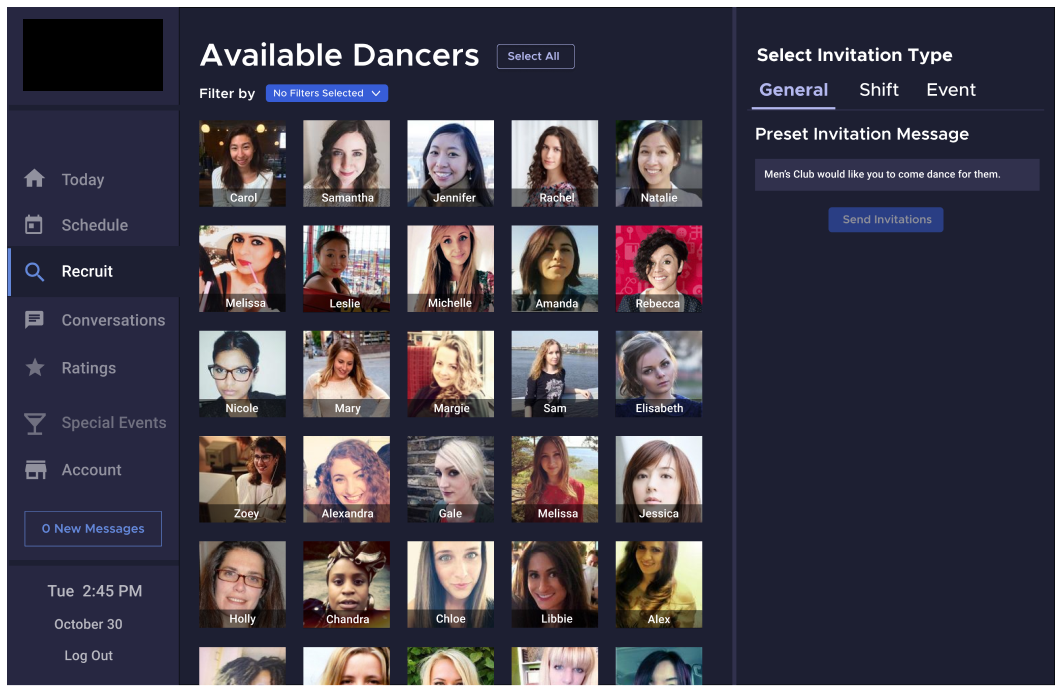 Available Dancers
Select All
Filter by
No Filters Selected
Today
Schedule
Recruit
Conversations
Ratings
Special Events
Account
0 New Messages
Tue 2:45 PM
October 30
Log Out
Carol
Samantha
Jennifer
Rachel
Natalie
Melissa
Leslie
Michelle
Amanda
Rebecca
Nicole
Mary
Margie
Sam
Elisabeth
Zoey
Alexandra
Gale
Melissa
Jessica
Holly
Chandra
Chloe
Libbie
Alex
Select Invitation Type
General
Shift
Event
Preset Invitation Message
Men's Club would like you to come dance for them.
Send Invitations